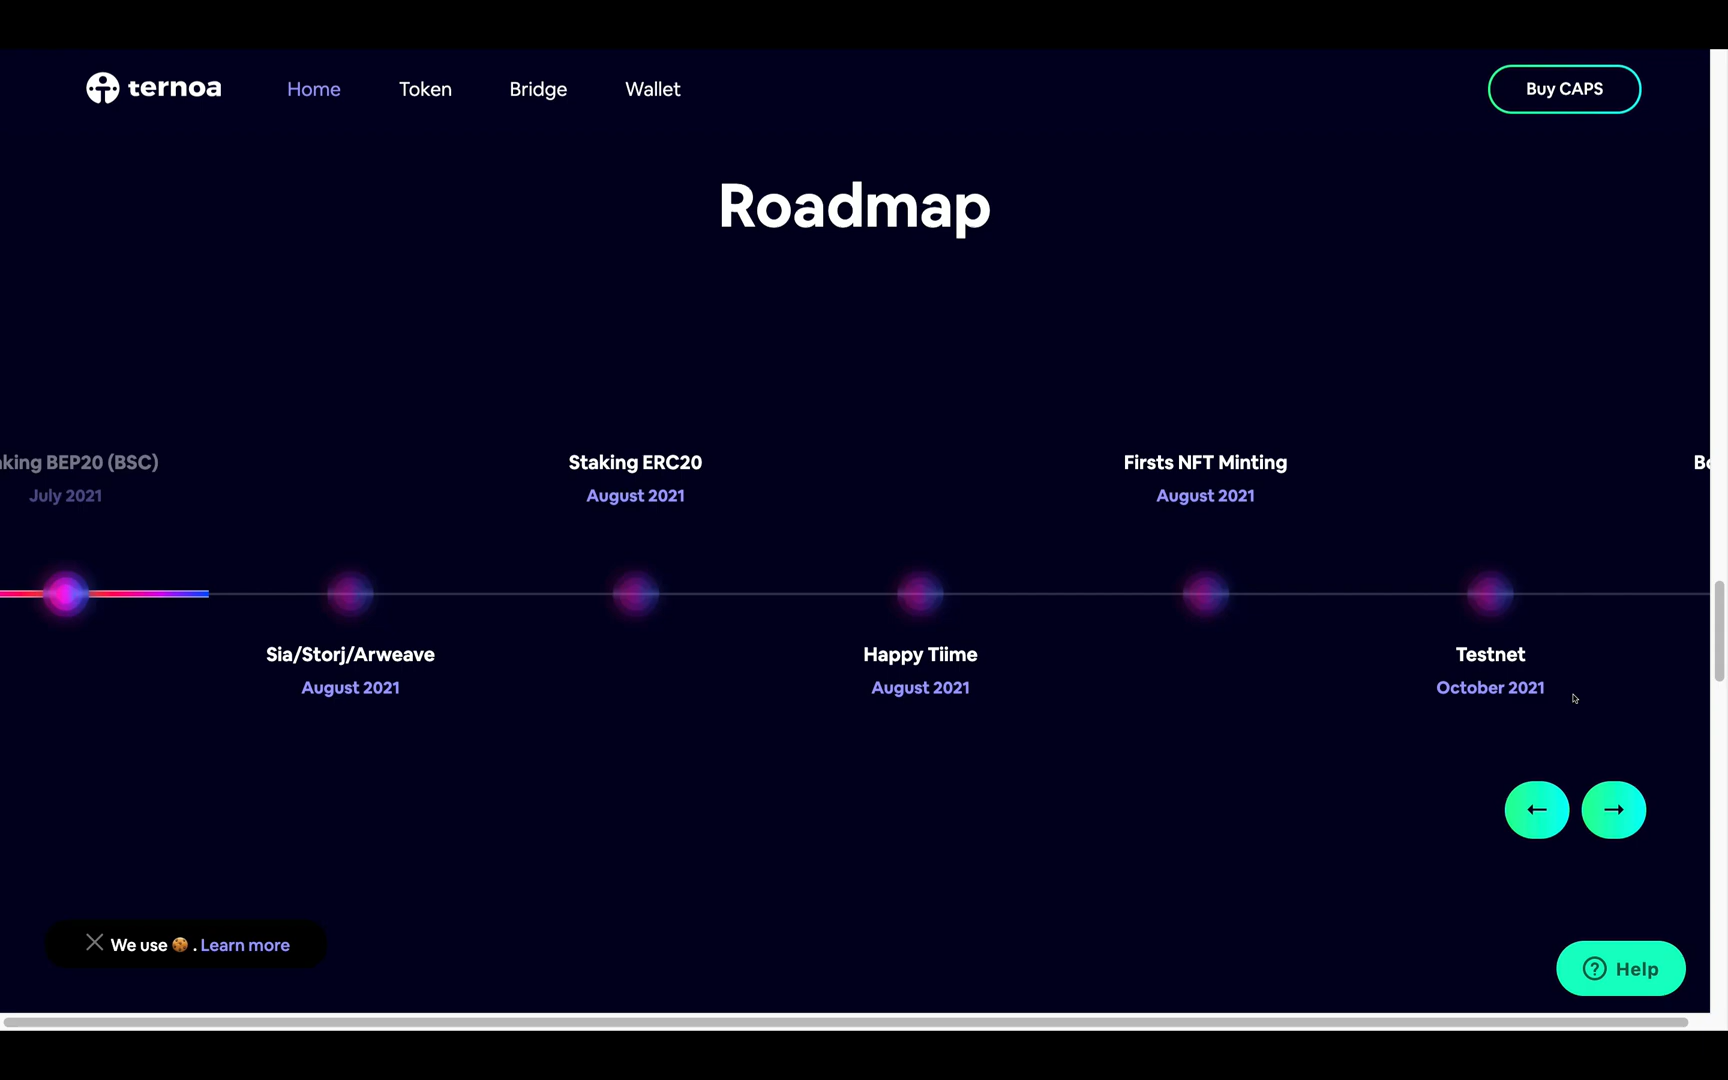 ternoa
Home
Token
Bridge
Wallet
Buy CAPS
Roadmap
king BEP20 (BSC)
July 2021
Staking ERC20
August 2021
Firsts NFT Minting
August 2021
Sia/Storj/Arweave
August 2021
Happy Tiime
August 2021
Testnet
October 2021
We use 🍪 . Learn more
Help